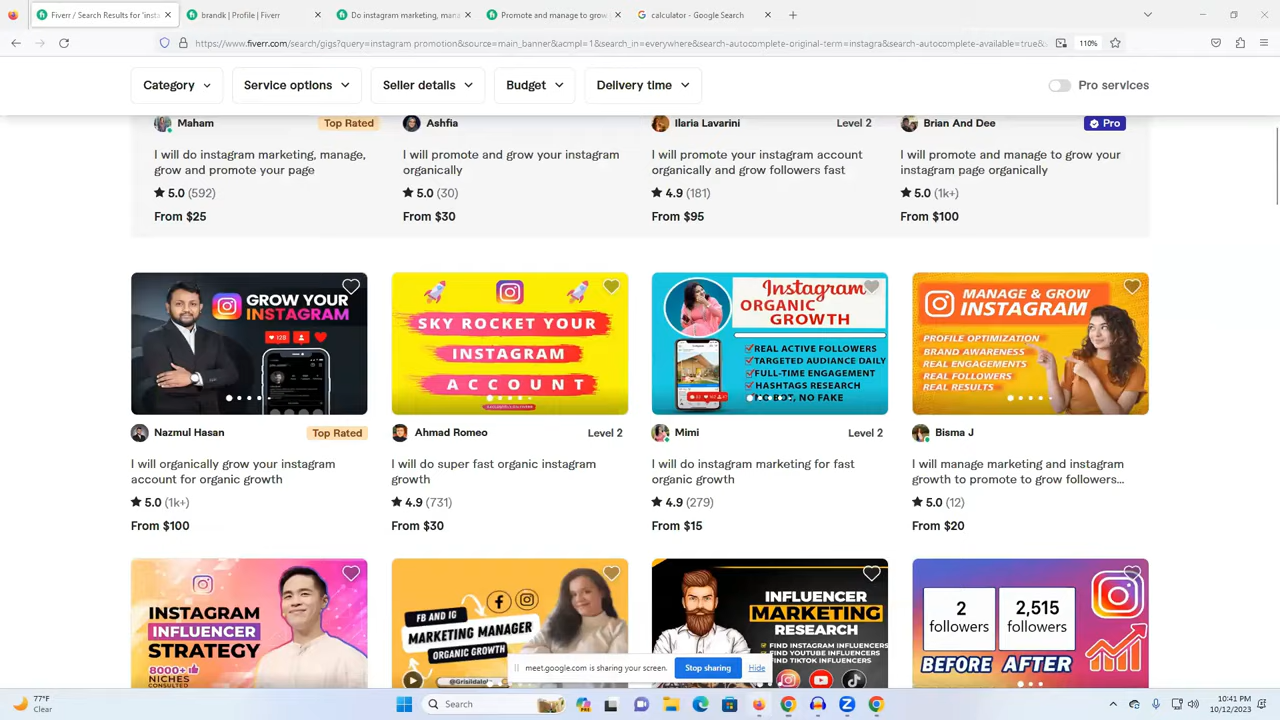 Fiverr / Search Results for 'insta
brandk | Profile | Fiverr
Do instagram marketing, mana
Promote and manage to grow
calculator - Google Search
https://www.fiverr.com/search/gigs?query=instagram promotion&source=main_banner&acmpl=1&search_in=everywhere&search-autocomplete-original-term=instagra&search-autocomplete-available=true&
110%
Category
Service options
Seller details
Budget
Delivery time
Pro services
Maham Top Rated
Ashfia
Ilaria Lavarini Level 2
Brian And Dee Pro
I will do instagram marketing, manage,
grow and promote your page
I will promote and grow your instagram
organically
I will promote your instagram account
organically and grow followers fast
I will promote and manage to grow your
instagram page organically
5.0 (592)
5.0 (30)
4.9 (181)
5.0 (1k+)
From $25
From $30
From $95
From $100
GROW YOUR
INSTAGRAM
128
SKY ROCKET YOUR
INSTAGRAM
ACCOUNT
Instagram
ORGANIC
GROWTH
REAL ACTIVE FOLLOWERS
TARGETED AUDIANCE DAILY
FULL-TIME ENGAGEMENT
HASHTAGS RESEARCH
NO BOT, NO FAKE
MANAGE & GROW
INSTAGRAM
PROFILE OPTIMIZATION
BRAND AWARENESS
REAL ENGAGEMENTS
REAL FOLLOWERS
REAL RESULTS
Nazmul Hasan Top Rated
Ahmad Romeo Level 2
Mimi Level 2
Bisma J
I will organically grow your instagram
account for organic growth
I will do super fast organic instagram
growth
I will do instagram marketing for fast
organic growth
I will manage marketing and instagram
growth to promote to grow followers...
5.0 (1k+)
4.9 (731)
4.9 (279)
5.0 (12)
From $100
From $30
From $15
From $20
INSTAGRAM
INFLUENCER
STRATEGY
8000+
NICHES
CONSULTED
FB AND IG
MARKETING MANAGER
ORGANIC GROWTH
INFLUENCER
MARKETING
RESEARCH
FIND INSTAGRAM INFLUENCERS
FIND YOUTUBE INFLUENCERS
FIND TIKTOK INFLUENCERS
2
followers
2,515
followers
BEFORE AFTER
meet.google.com is sharing your screen.
Stop sharing
Hide
77°F
Clear
Search
10:41 PM
10/12/2023